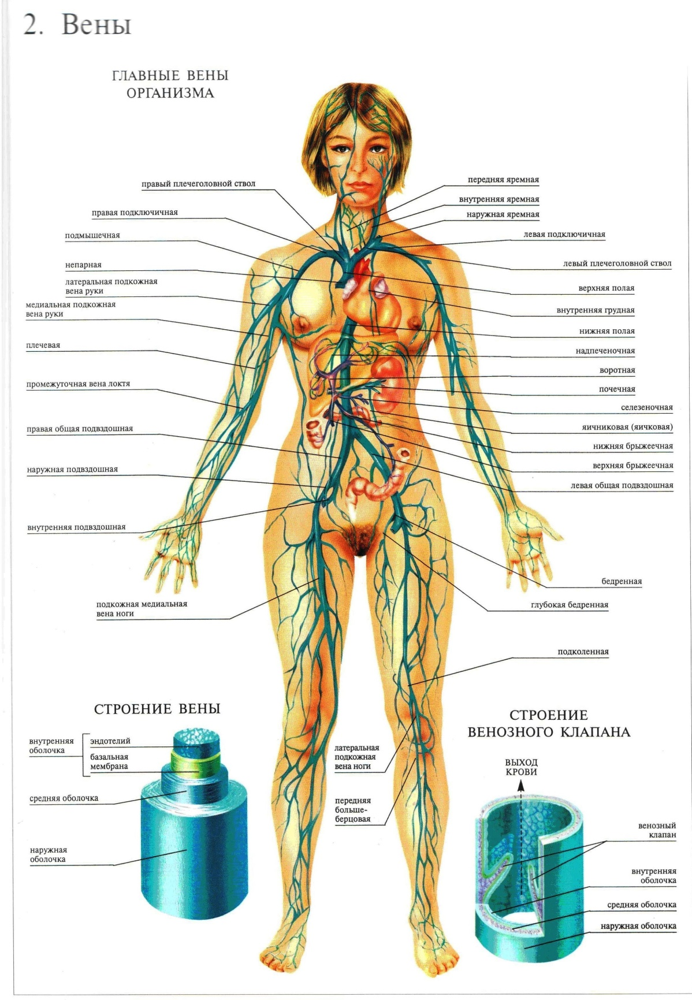 2. Вены
ГЛАВНЫЕ ВЕНЫ
ОРГАНИЗМА
правый плечеголовной ствол
правая подключичная
подмышечная
непарная
латеральная подкожная
вена руки
медиальная подкожная
вена руки
плечевая
промежуточная вена локтя
правая общая подвздошная
наружная подвздошная
внутренняя подвздошная
подкожная медиальная
вена ноги
передняя яремная
внутренняя яремная
наружная яремная
левая подключичная
левый плечеголовной ствол
верхняя полая
внутренняя грудная
нижняя полая
надпеченочная
воротная
почечная
селезеночная
яичниковая (яичковая)
нижняя брыжеечная
верхняя брыжеечная
левая общая подвздошная
бедренная
глубокая бедренная
подколенная
латеральная
подкожная
вена ноги
передняя
больше-
берцовая
СТРОЕНИЕ ВЕНЫ
внутренняя
оболочка
эндотелий
базальная
мембрана
средняя оболочка
наружная
оболочка
СТРОЕНИЕ
ВЕНОЗНОГО КЛАПАНА
ВЫХОД
КРОВИ
венозный
клапан
внутренняя
оболочка
средняя оболочка
наружная оболочка